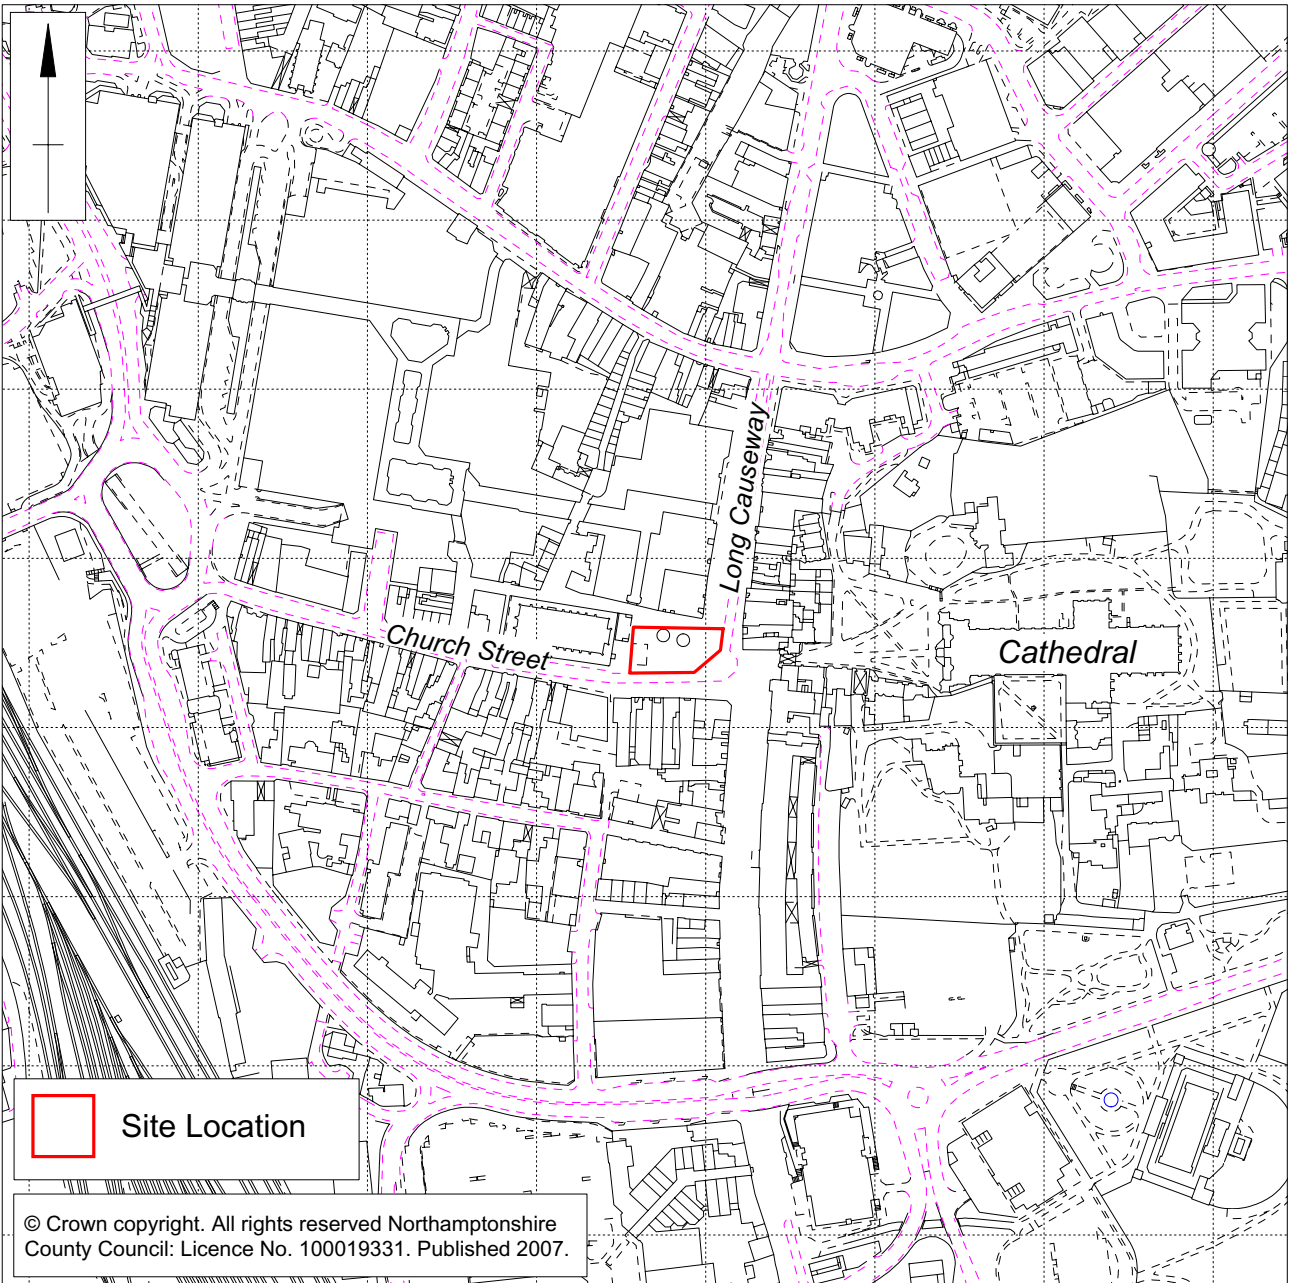 Long Causeway
Church Street
Cathedral
Site Location
© Crown copyright. All rights reserved Northamptonshire
County Council: Licence No. 100019331. Published 2007.